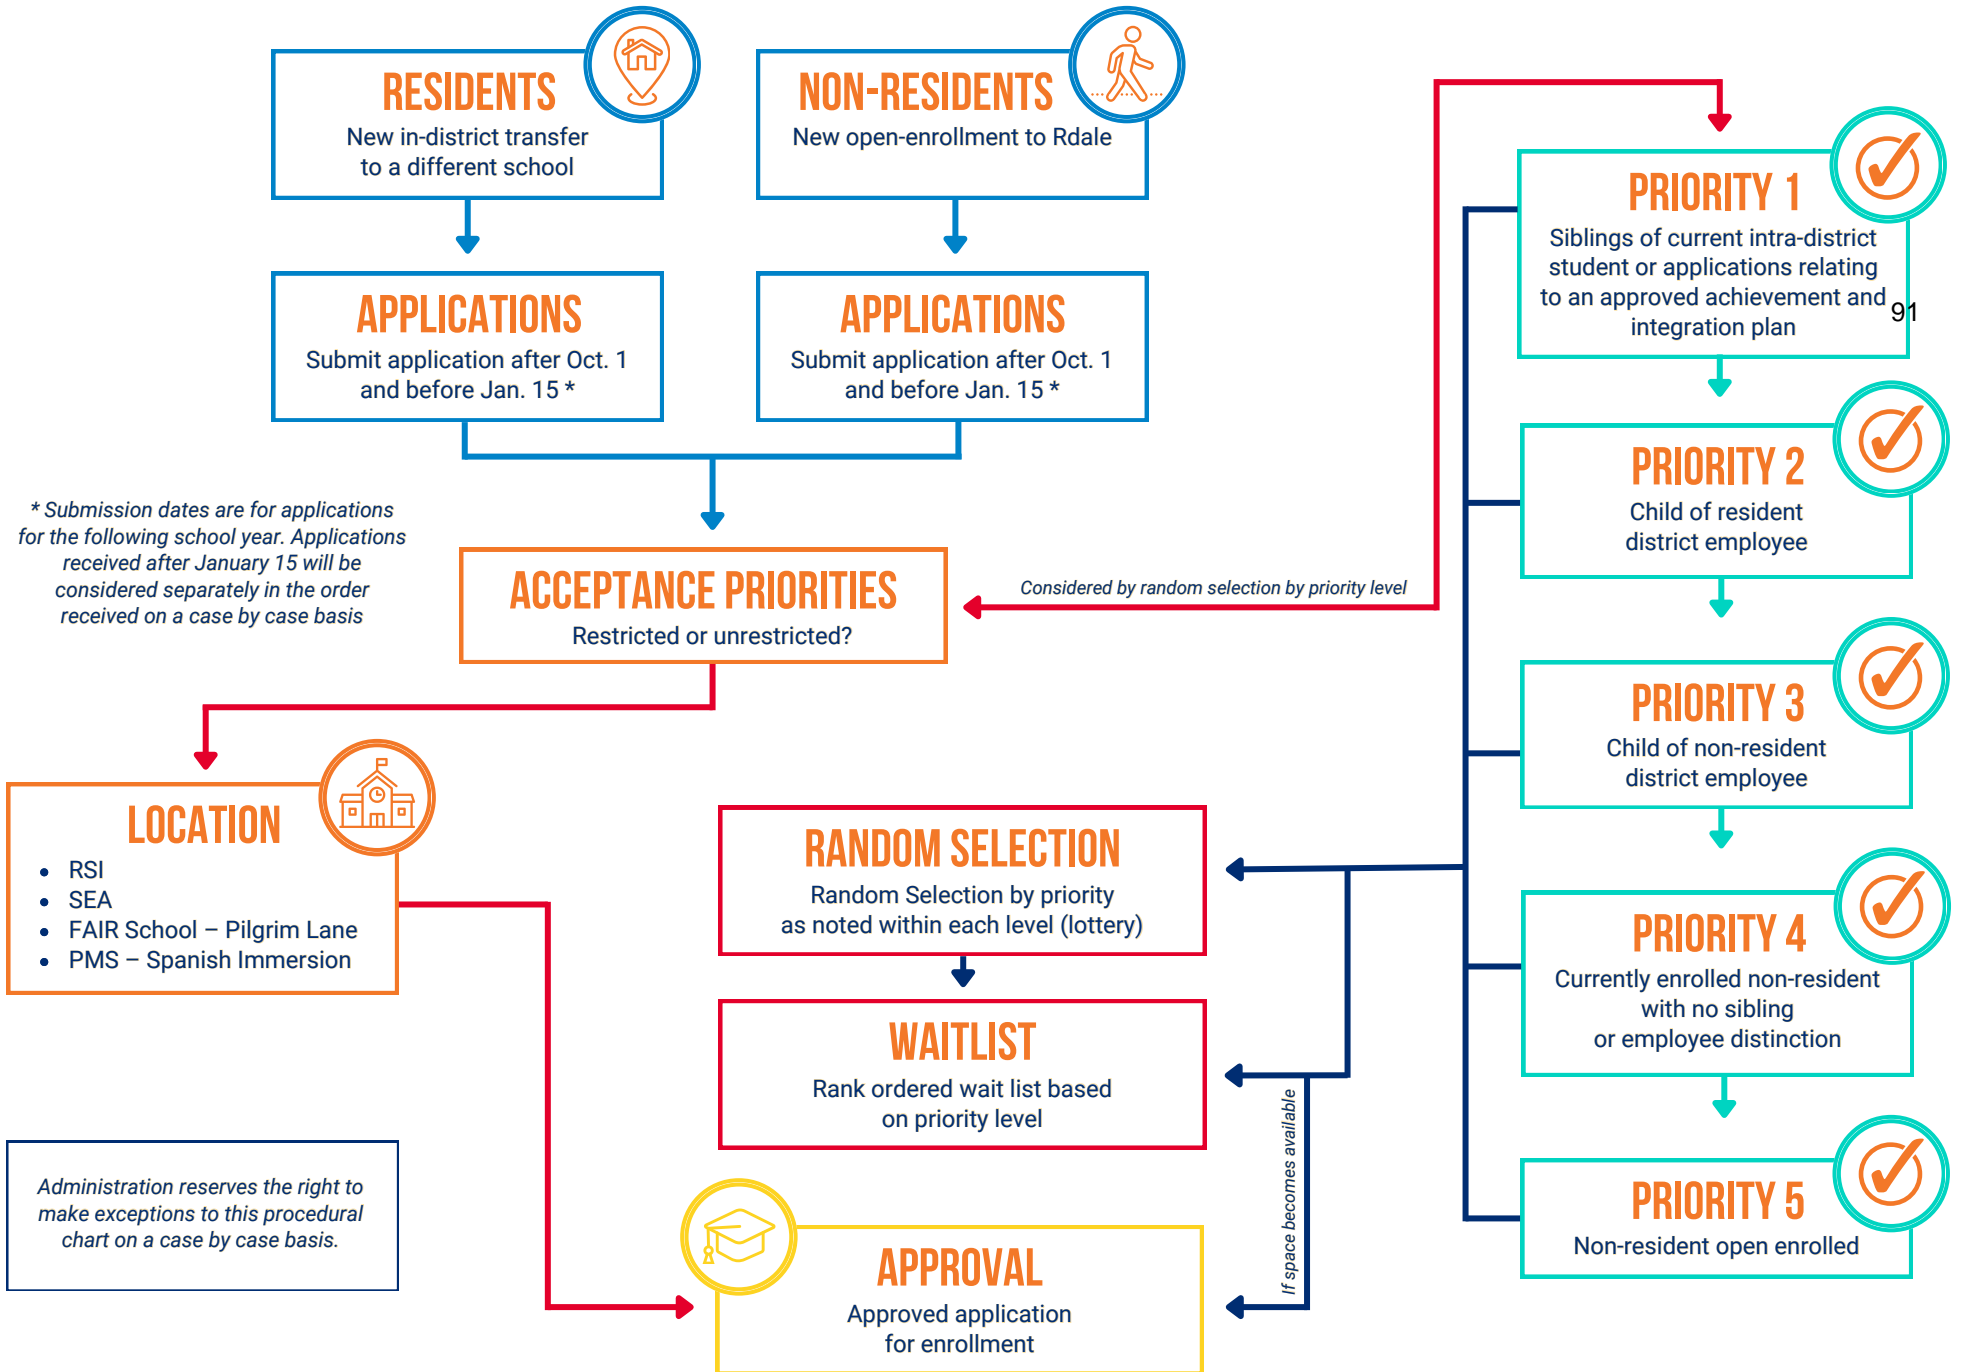 RESIDENTS
New in-district transfer
to a different school
NON-RESIDENTS
New open-enrollment to Rdale
APPLICATIONS
Submit application after Oct. 1
and before Jan. 15 *
APPLICATIONS
Submit application after Oct. 1
and before Jan. 15 *
* Submission dates are for applications
for the following school year. Applications
received after January 15 will be
considered separately in the order
received on a case by case basis
ACCEPTANCE PRIORITIES
Restricted or unrestricted?
Considered by random selection by priority level
LOCATION
• RSI
• SEA
• FAIR School – Pilgrim Lane
• PMS – Spanish Immersion
Administration reserves the right to
make exceptions to this procedural
chart on a case by case basis.
RANDOM SELECTION
Random Selection by priority
as noted within each level (lottery)
WAITLIST
Rank ordered wait list based
on priority level
If space becomes available
APPROVAL
Approved application
for enrollment
PRIORITY 1
Siblings of current intra-district
student or applications relating
to an approved achievement and
integration plan
91
PRIORITY 2
Child of resident
district employee
PRIORITY 3
Child of non-resident
district employee
PRIORITY 4
Currently enrolled non-resident
with no sibling
or employee distinction
PRIORITY 5
Non-resident open enrolled